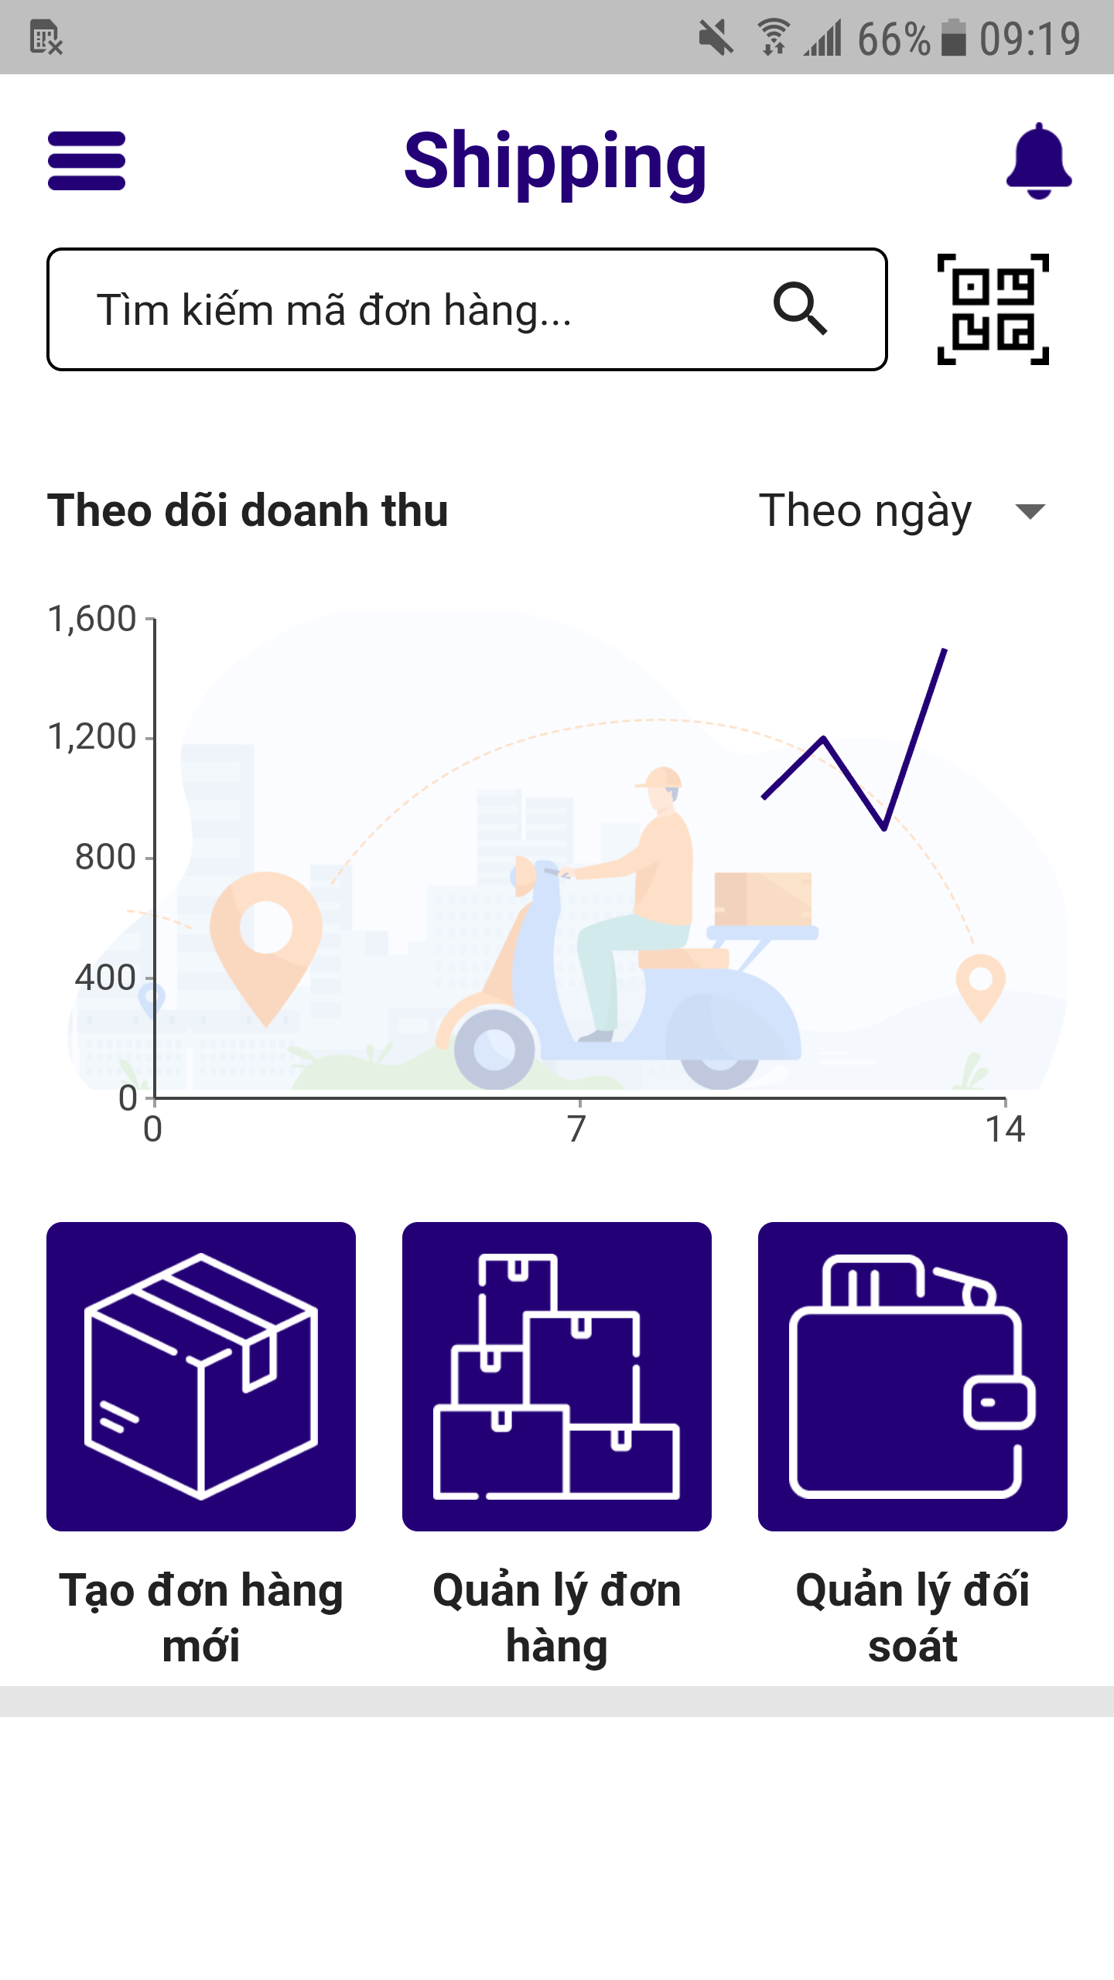 66% 09:19
Shipping
Tìm kiếm mã đơn hàng...
Theo dõi doanh thu Theo ngày
1,600
1,200
800
400
0
0 7 14
Tạo đơn hàng mới
Quản lý đơn hàng
Quản lý đối soát